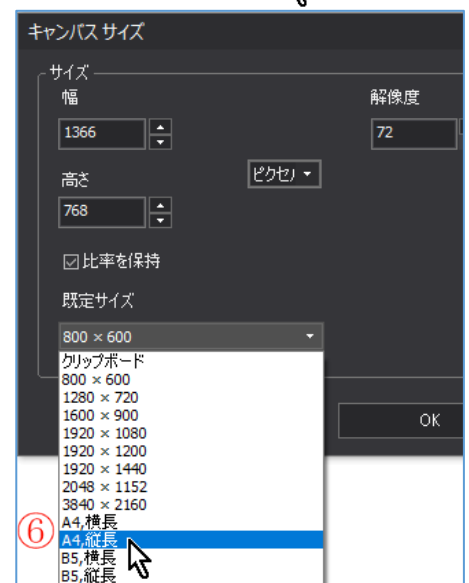 キャンバス サイズ
サイズ
幅
解像度
1366
72
高さ
ピクセル
768
☑比率を保持
既定サイズ
800 × 600
クリップボード
800 × 600
1280 × 720
1600 × 900
1920 × 1080
1920 × 1200
1920 × 1440
2048 × 1152
3840 × 2160
A4,横長
⑥
A4,縦長
B5,横長
B5,縦長
OK